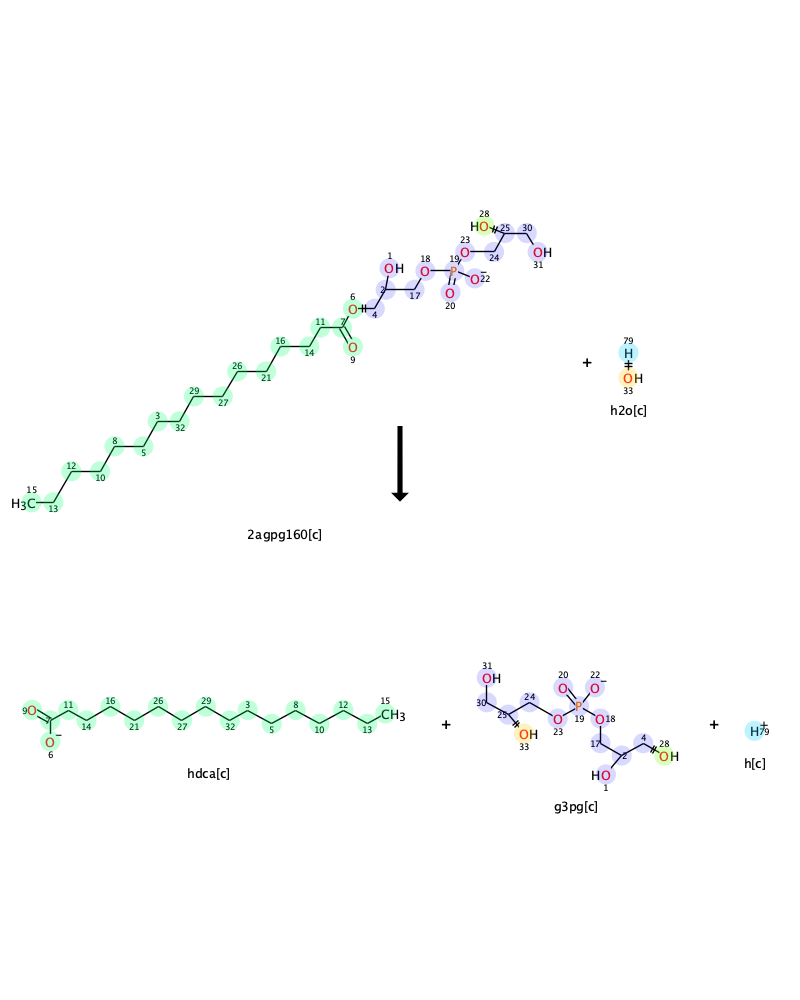 28
HO
25
30
23
O
24
OH
31
1
OH
18
O
19
P
O
−
22
O
20
2
17
6
O
4
11
7
O
9
16
14
26
21
29
27
3
32
8
5
12
10
15
H3C
13
+
79
H
OH
33
h2o[c]
2agpg160[c]
9
O
O
−
6
11
14
16
21
26
27
29
32
3
5
8
10
12
13
15
CH3
hdca[c]
+
31
OH
30
25
24
OH
33
O
23
20
O
22
O
−
P
19
O
18
17
2
4
28
OH
HO
1
g3pg[c]
+
H
+
79
h[c]